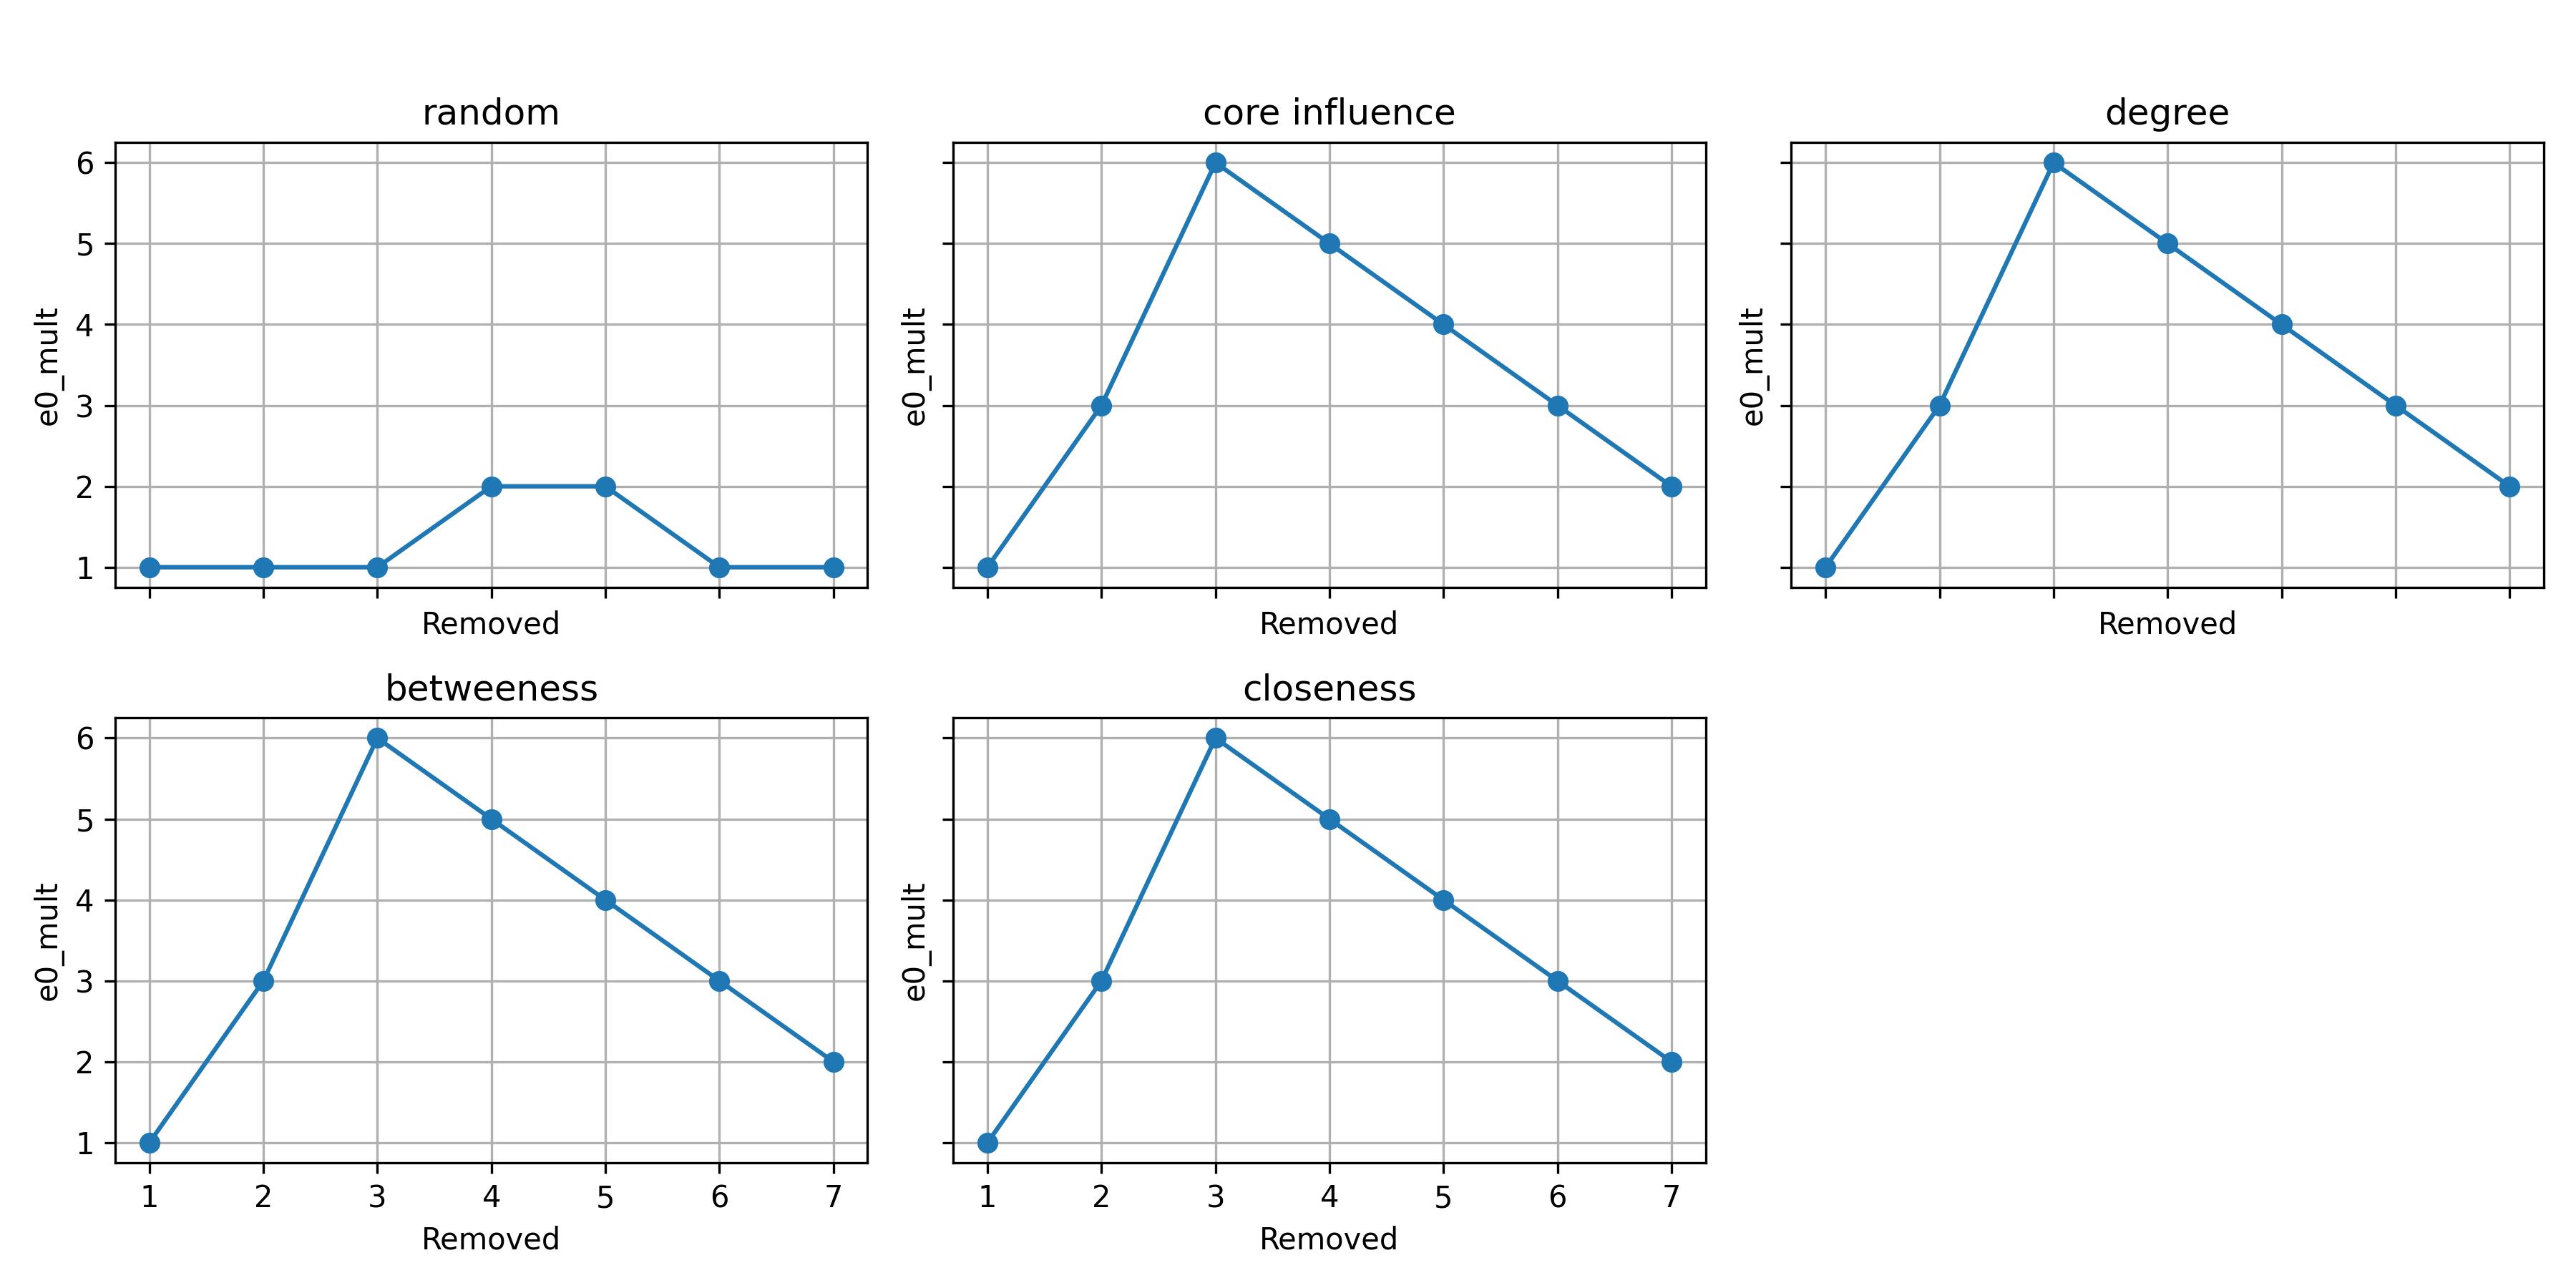 random
core influence
degree
6
5
4
3
2
1
e0_mult
e0_mult
e0_mult
Removed
Removed
Removed
betweeness
closeness
6
5
4
3
2
1
e0_mult
e0_mult
1 2 3 4 5 6 7
1 2 3 4 5 6 7
Removed
Removed